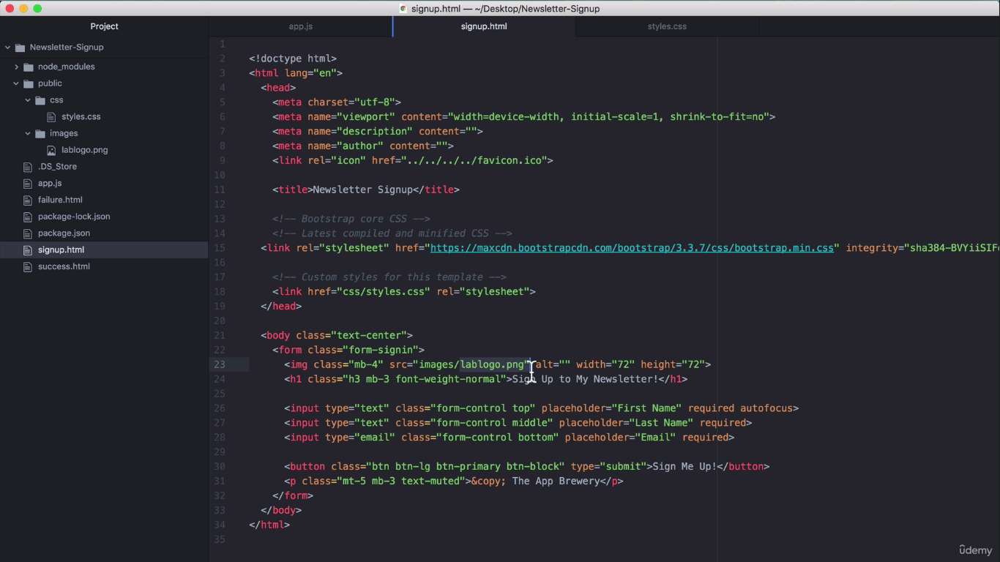 signup.html — ~/Desktop/Newsletter-Signup
Project
app.js
signup.html
styles.css
Newsletter-Signup
node_modules
public
css
styles.css
images
lablogo.png
.DS_Store
app.js
failure.html
package-lock.json
package.json
signup.html
success.html
1
2 <!doctype html>
3 <html lang="en">
4 <head>
5 <meta charset="utf-8">
6 <meta name="viewport" content="width=device-width, initial-scale=1, shrink-to-fit=no">
7 <meta name="description" content="">
8 <meta name="author" content="">
9 <link rel="icon" href="../../../../favicon.ico">
10
11 <title>Newsletter Signup</title>
12
13 <!-- Bootstrap core CSS -->
14 <!-- Latest compiled and minified CSS -->
15 <link rel="stylesheet" href="https://maxcdn.bootstrapcdn.com/bootstrap/3.3.7/css/bootstrap.min.css" integrity="sha384-BVYiiSIF
16
17 <!-- Custom styles for this template -->
18 <link href="css/styles.css" rel="stylesheet">
19 </head>
20
21 <body class="text-center">
22 <form class="form-signin">
23 <img class="mb-4" src="images/lablogo.png" alt="" width="72" height="72">
24 <h1 class="h3 mb-3 font-weight-normal">Sign Up to My Newsletter!</h1>
25
26 <input type="text" class="form-control top" placeholder="First Name" required autofocus>
27 <input type="text" class="form-control middle" placeholder="Last Name" required>
28 <input type="email" class="form-control bottom" placeholder="Email" required>
29
30 <button class="btn btn-lg btn-primary btn-block" type="submit">Sign Me Up!</button>
31 <p class="mt-5 mb-3 text-muted">&copy; The App Brewery</p>
32 </form>
33 </body>
34 </html>
35
ûdemy